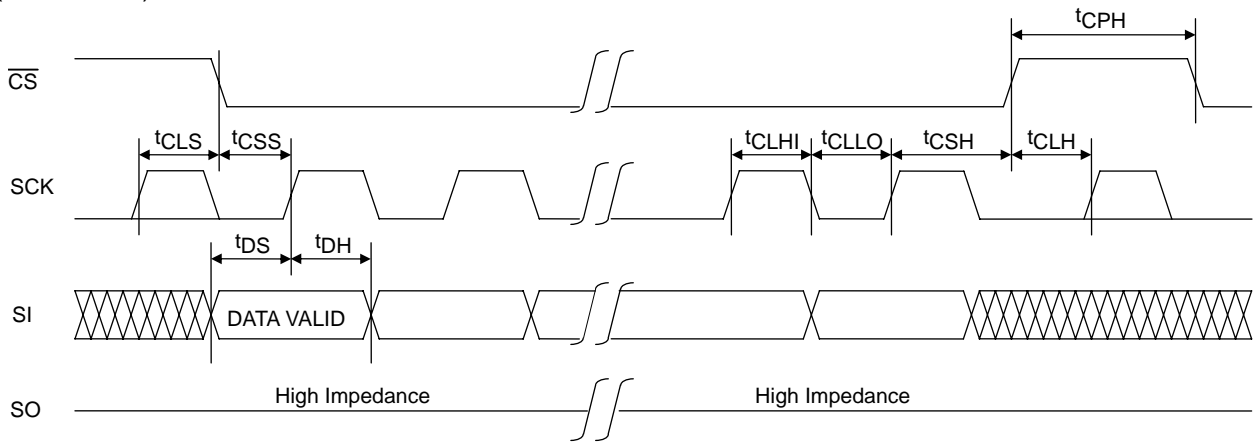 tCPH
CS
tCLS tCSS tCLHI tCLLO tCSH tCLH
SCK
tDS tDH
SI DATA VALID
High Impedance High Impedance
SO